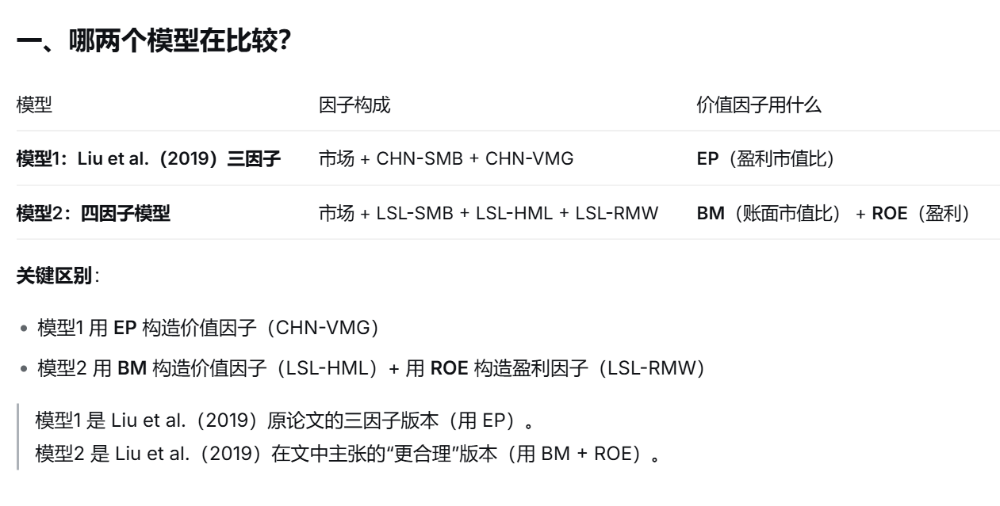 一、哪两个模型在比较？
模型 因子构成 价值因子用什么
模型1：Liu et al.（2019）三因子 市场 + CHN-SMB + CHN-VMG EP（盈利市值比）
模型2：四因子模型 市场 + LSL-SMB + LSL-HML + LSL-RMW BM（账面市值比） + ROE（盈利）
关键区别：
• 模型1 用 EP 构造价值因子（CHN-VMG）
• 模型2 用 BM 构造价值因子（LSL-HML）+ 用 ROE 构造盈利因子（LSL-RMW）
模型1 是 Liu et al.（2019）原论文的三因子版本（用 EP）。
模型2 是 Liu et al.（2019）在文中主张的“更合理”版本（用 BM + ROE）。